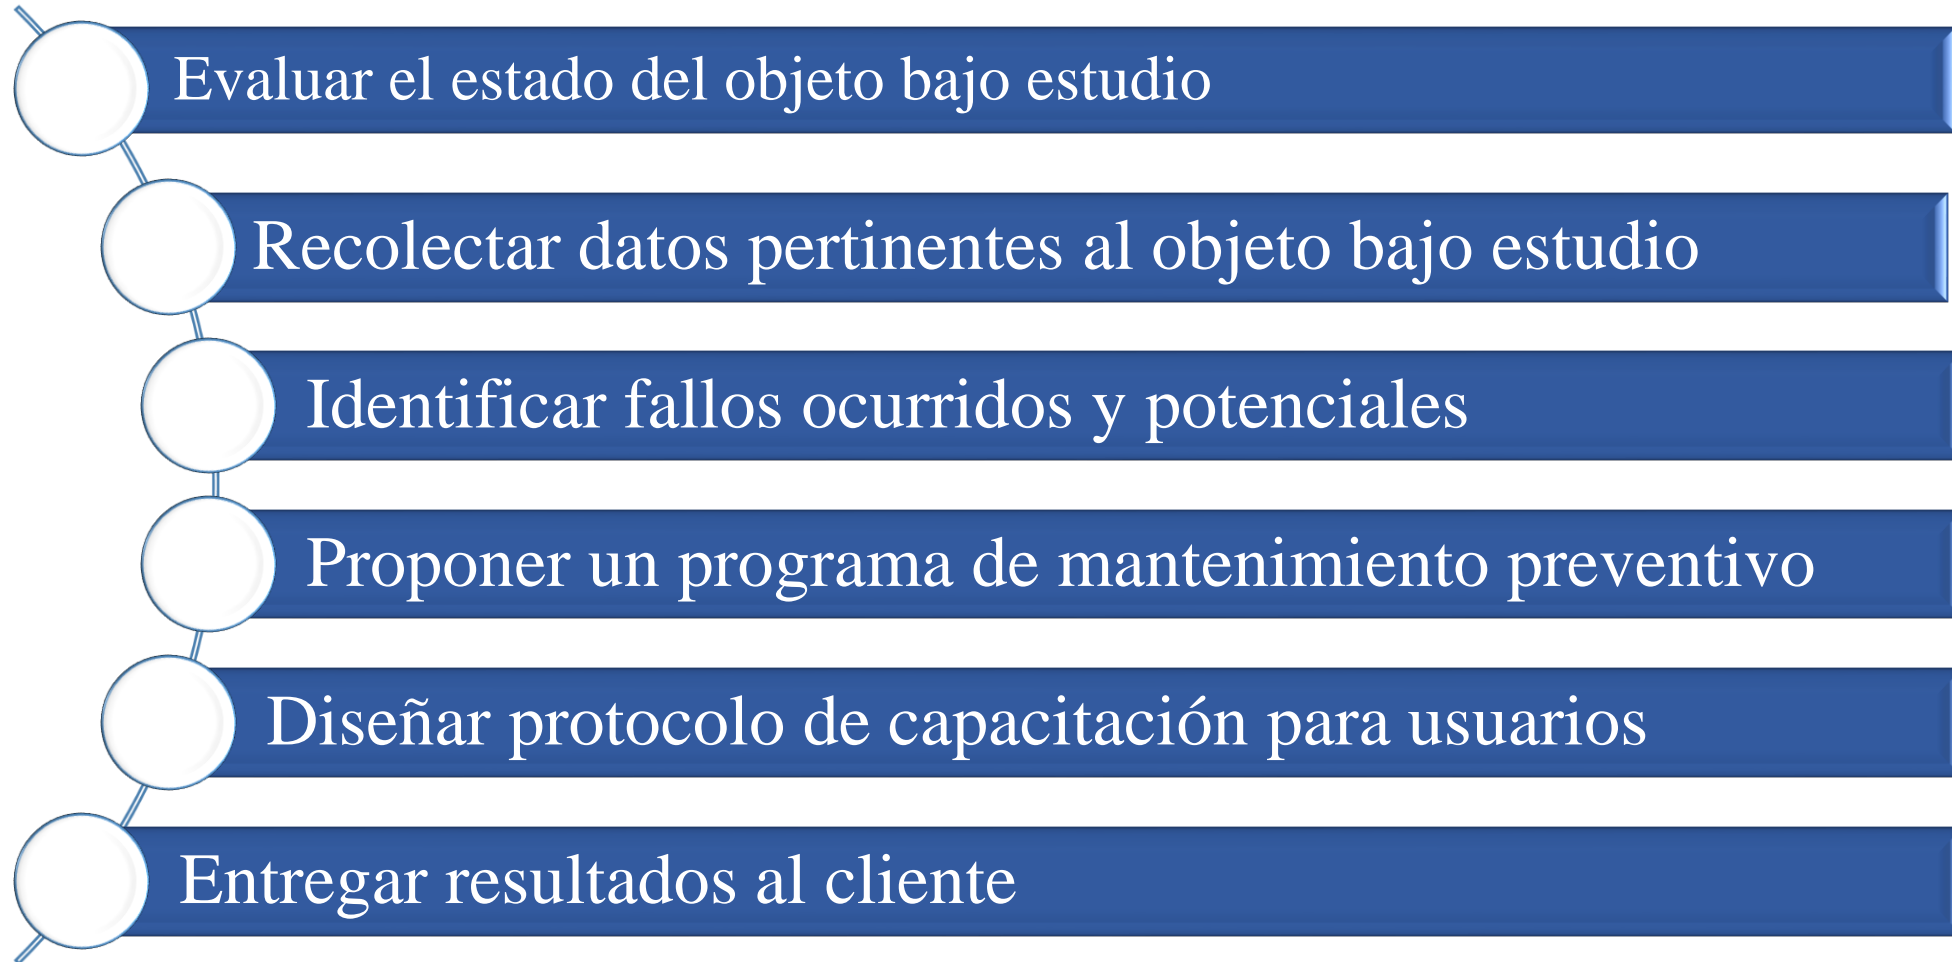 Evaluar el estado del objeto bajo estudio
Recolectar datos pertinentes al objeto bajo estudio
Identificar fallos ocurridos y potenciales
Proponer un programa de mantenimiento preventivo
Diseñar protocolo de capacitación para usuarios
Entregar resultados al cliente